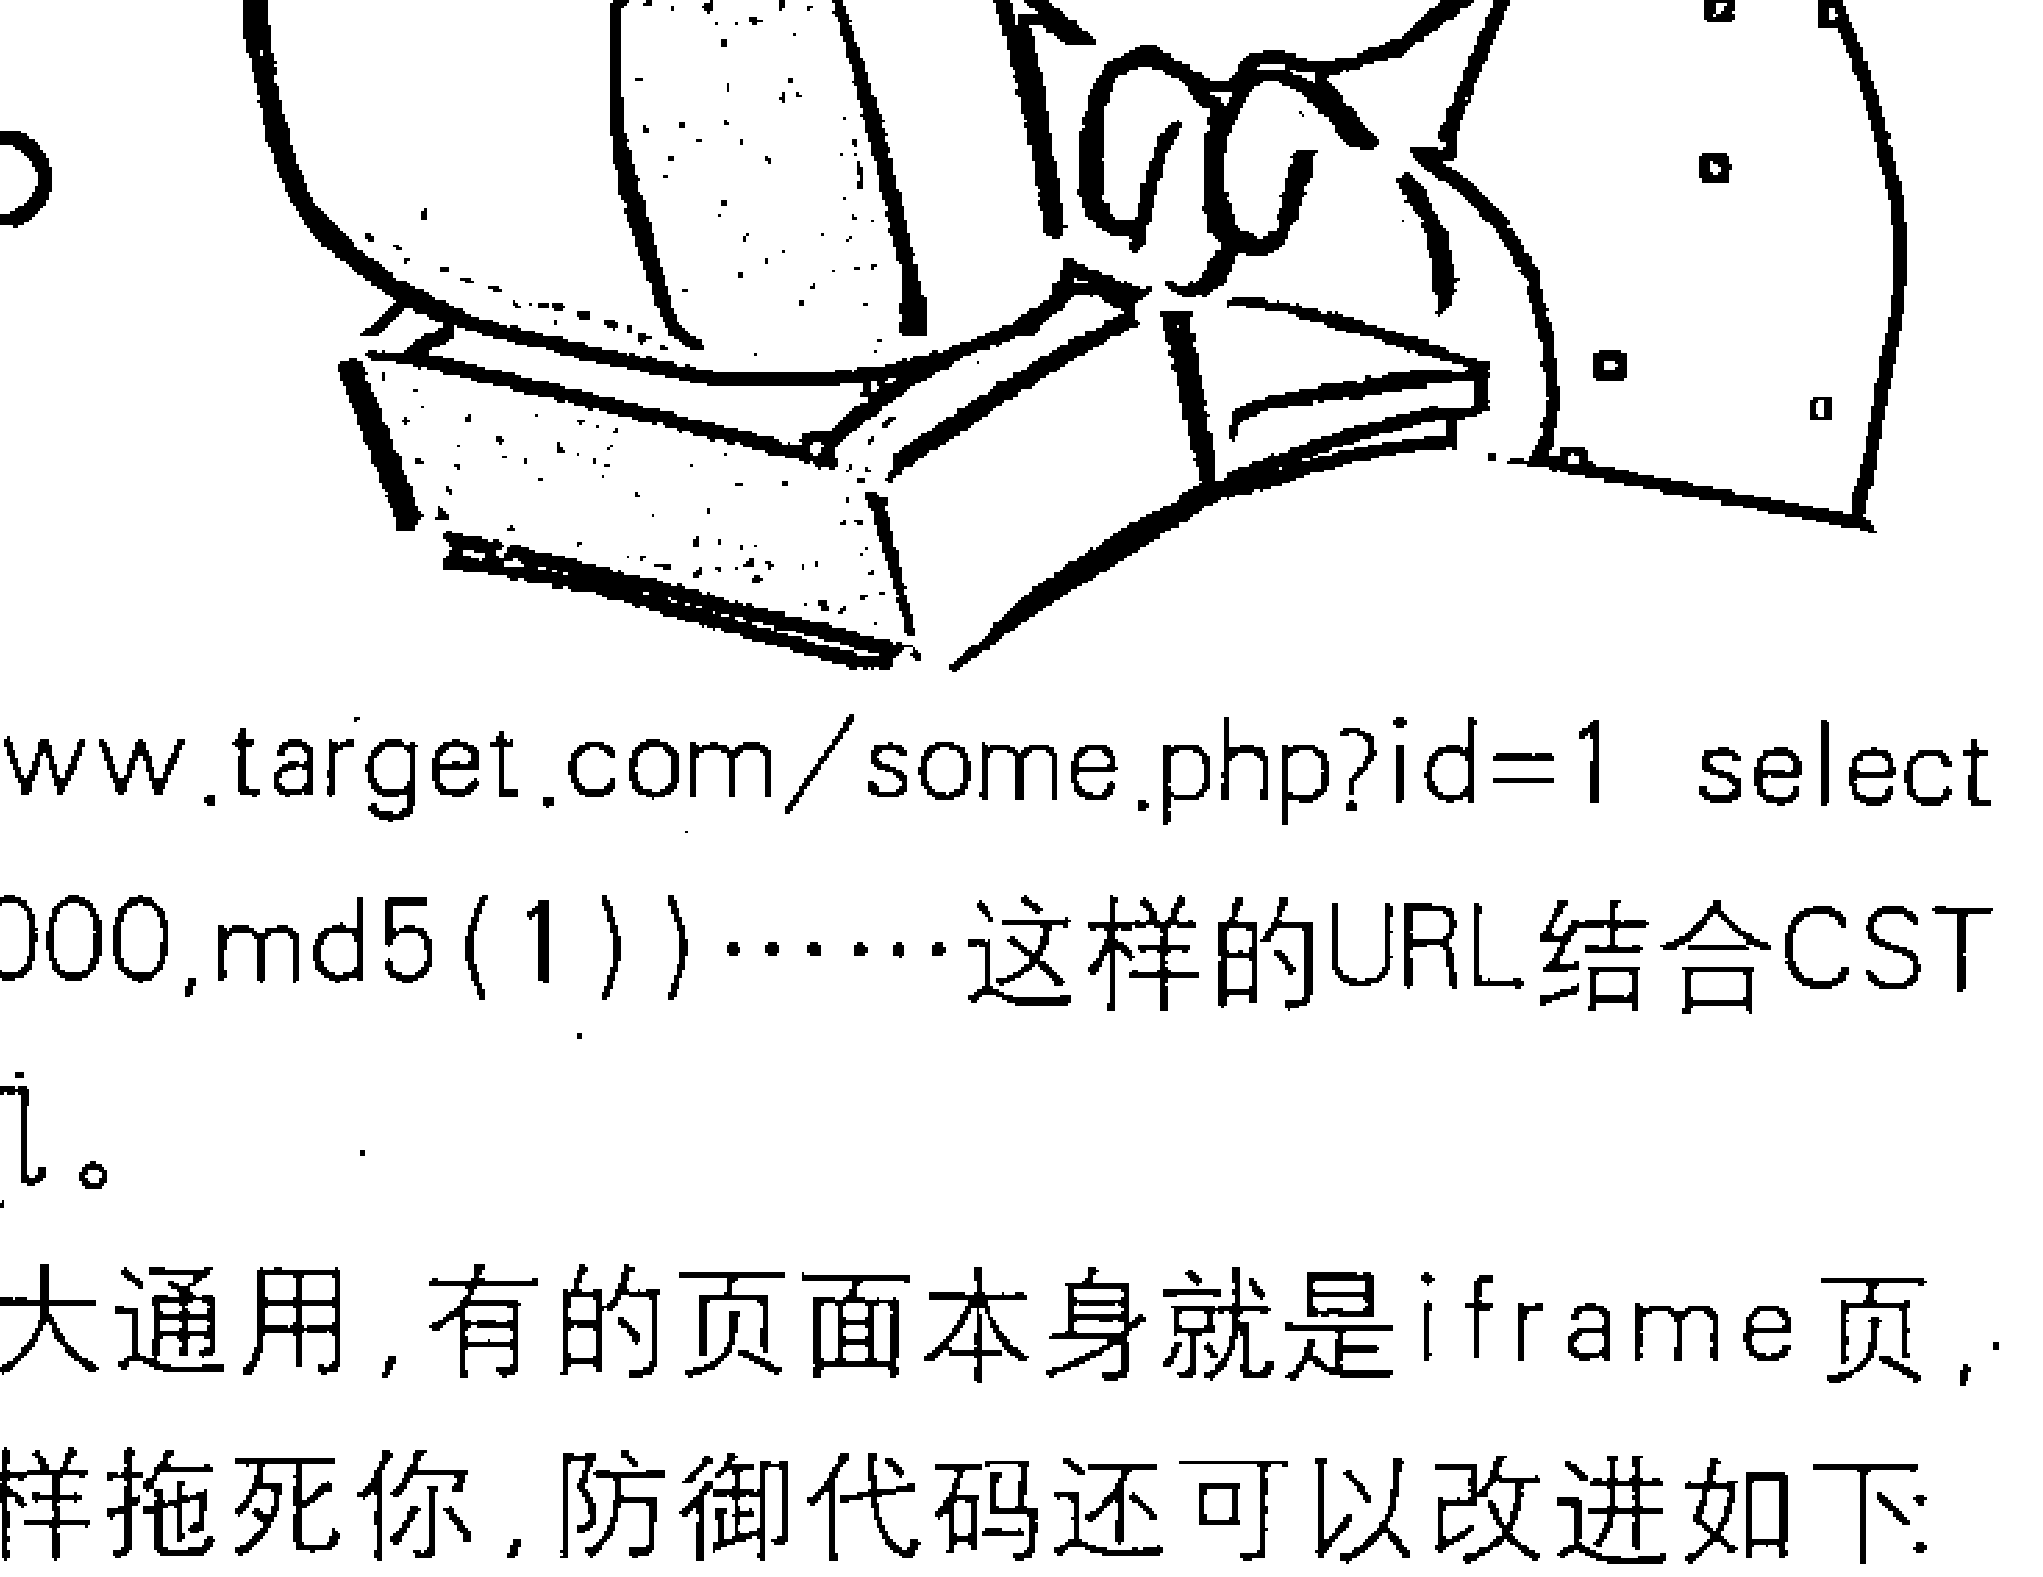 ww.target.com/some.php?id=1 select
000,md5(1))……这样的URL结合CST
。
大通用,有的页面本身就是iframe页,
样拖死你,防御代码还可以改进如下: